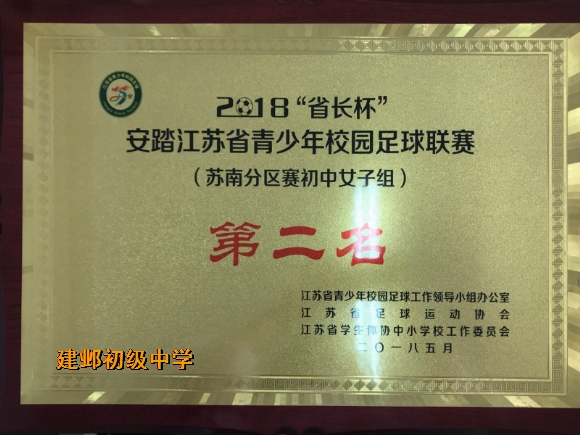 2018“省长杯”
安踏江苏省青少年校园足球联赛
（苏南分区赛初中女子组）
第二名
江苏省青少年校园足球工作领导小组办公室
江苏省足球运动协会
江苏省学生体协中小学校工作委员会
二〇一八五月
建邺初级中学